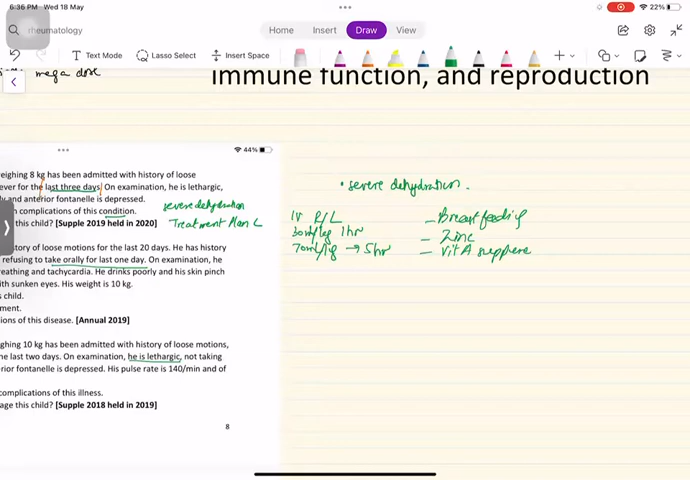 6:36 PM Wed 18 May
22%
rheumatology
Home Insert Draw View
Text Mode Lasso Select Insert Space
mega dose
immune function, and reproduction
44%
eighing 8 kg has been admitted with history of loose
ever for the last three days. On examination, he is lethargic,
y and anterior fontanelle is depressed.
severe dehydration
n complications of this condition.
this child? [Supple 2019 held in 2020]
Treatment Plan C
tory of loose motions for the last 20 days. He has history
refusing to take orally for last one day. On examination, he
reathing and tachycardia. He drinks poorly and his skin pinch
ith sunken eyes. His weight is 10 kg.
s child.
ment.
ions of this disease. [Annual 2019]
ghing 10 kg has been admitted with history of loose motions,
he last two days. On examination, he is lethargic, not taking
rior fontanelle is depressed. His pulse rate is 140/min and of
complications of this illness.
age this child? [Supple 2018 held in 2019]
8
• severe dehydration.
IV R/L
30ml/kg 1hr
70ml/kg → 5hr
– Breast feeding
– Zinc
– Vit A